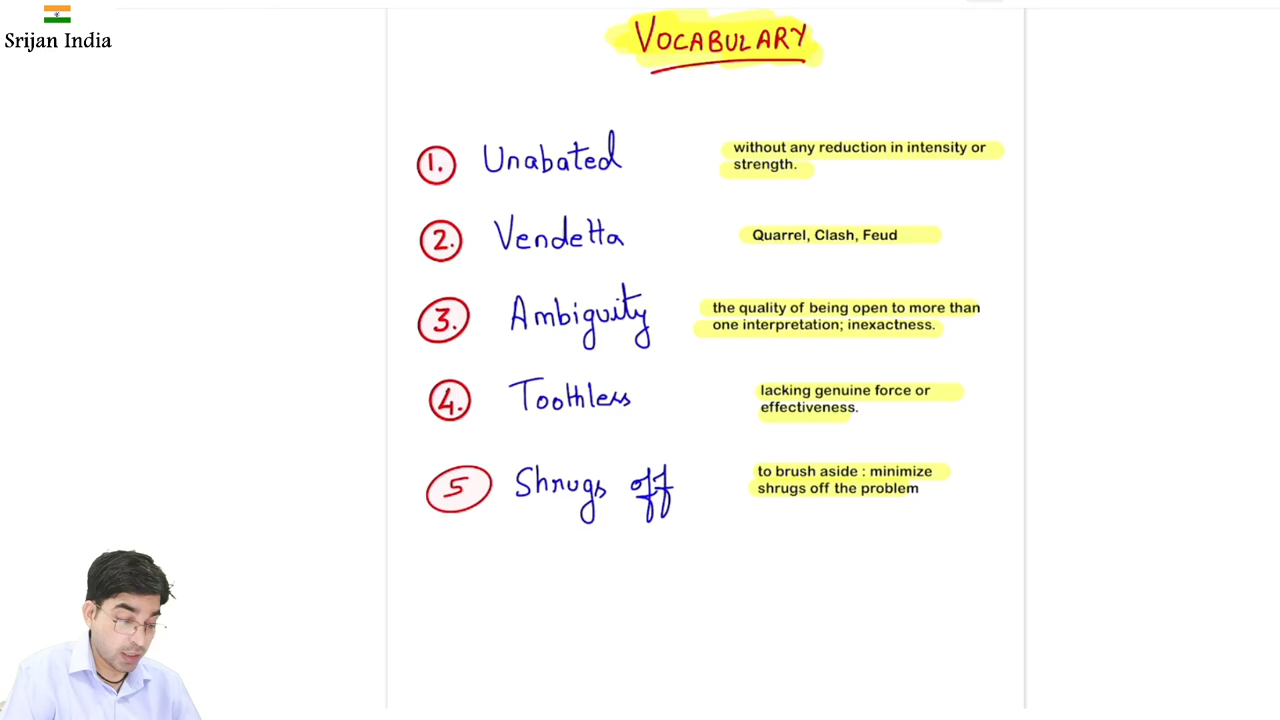 Srijan India
VOCABULARY
1. Unabated
without any reduction in intensity or
strength.
2. Vendetta
Quarrel, Clash, Feud
3. Ambiguity
the quality of being open to more than
one interpretation; inexactness.
4. Toothless
lacking genuine force or
effectiveness.
5 Shrugs off
to brush aside : minimize
shrugs off the problem